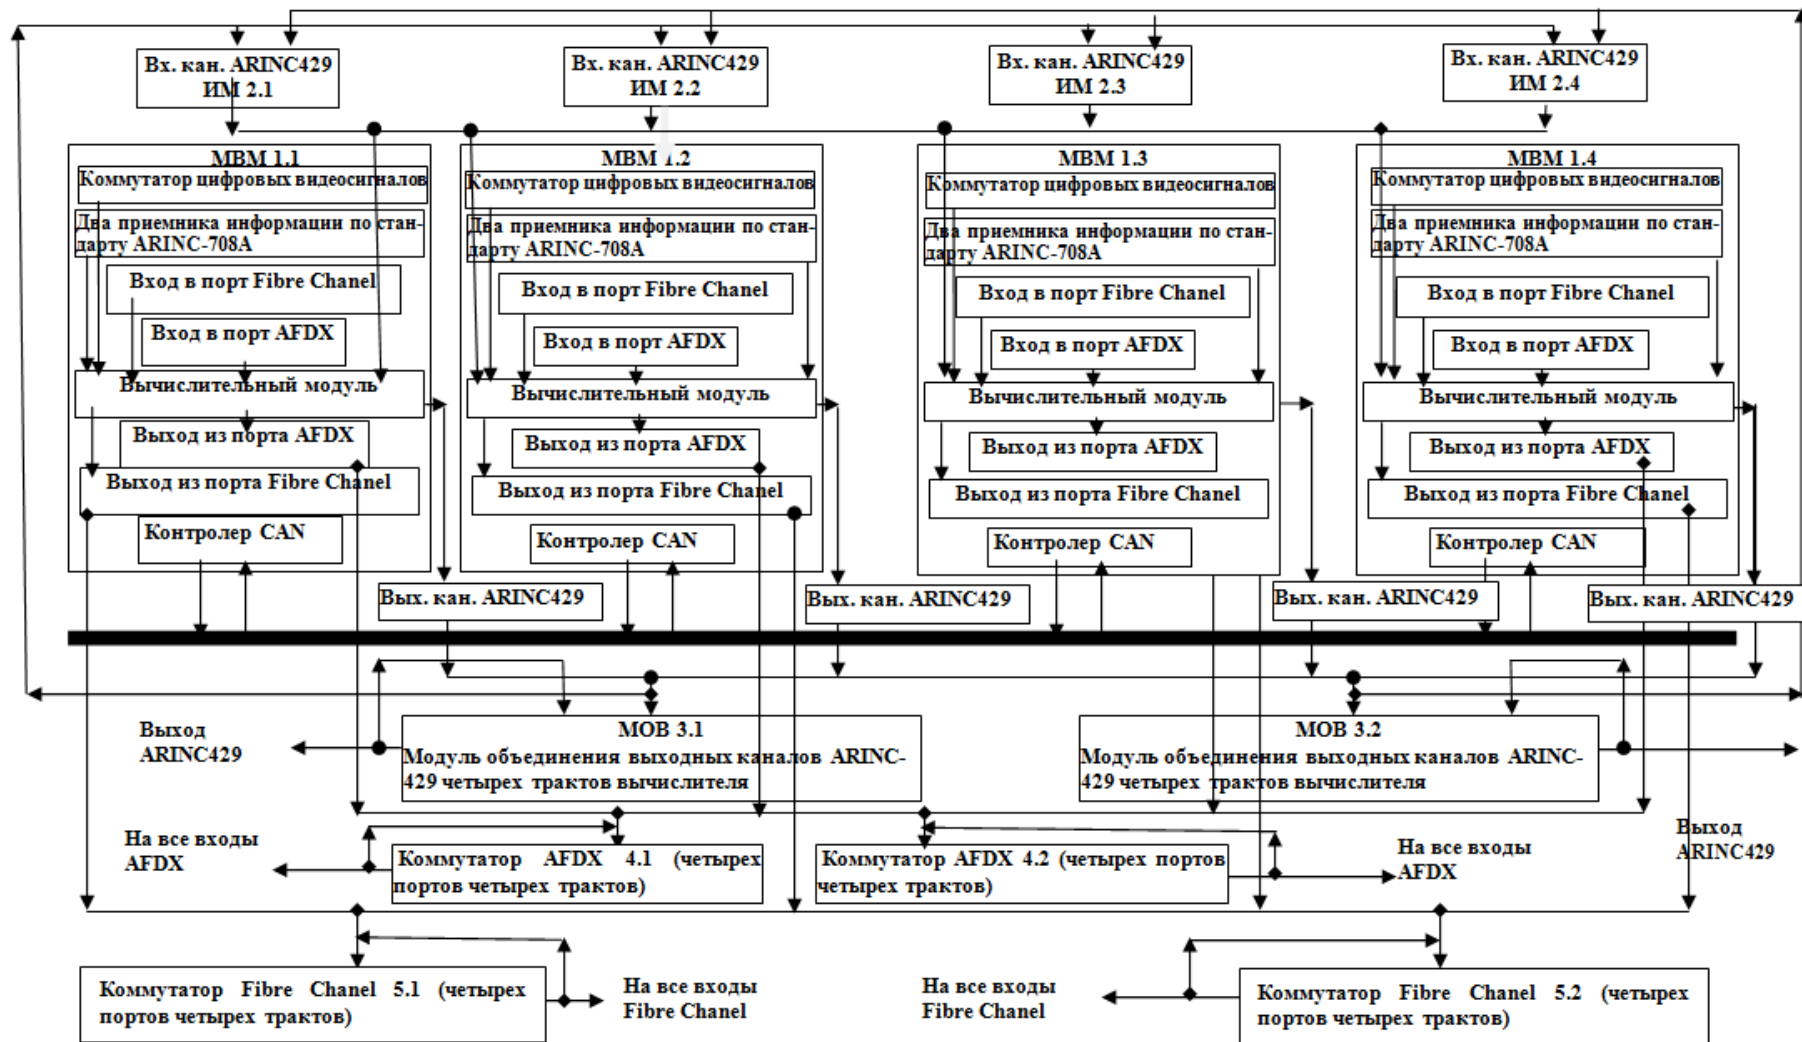 Вх. кан. ARINC429
ИМ 2.1
Вх. кан. ARINC429
ИМ 2.2
Вх. кан. ARINC429
ИМ 2.3
Вх. кан. ARINC429
ИМ 2.4
МВМ 1.1
Коммутатор цифровых видеосигналов
Два приемника информации по стан-
дарту ARINC-708A
Вход в порт Fibre Chanel
Вход в порт AFDX
Вычислительный модуль
Выход из порта AFDX
Выход из порта Fibre Chanel
Контролер CAN
МВМ 1.2
Коммутатор цифровых видеосигналов
Два приемника информации по стан-
дарту ARINC-708A
Вход в порт Fibre Chanel
Вход в порт AFDX
Вычислительный модуль
Выход из порта AFDX
Выход из порта Fibre Chanel
Контролер CAN
МВМ 1.3
Коммутатор цифровых видеосигналов
Два приемника информации по стан-
дарту ARINC-708A
Вход в порт Fibre Chanel
Вход в порт AFDX
Вычислительный модуль
Выход из порта AFDX
Выход из порта Fibre Chanel
Контролер CAN
МВМ 1.4
Коммутатор цифровых видеосигналов
Два приемника информации по стан-
дарту ARINC-708A
Вход в порт Fibre Chanel
Вход в порт AFDX
Вычислительный модуль
Выход из порта AFDX
Выход из порта Fibre Chanel
Контролер CAN
Вых. кан. ARINC429
Вых. кан. ARINC429
Вых. кан. ARINC429
Вых. кан. ARINC429
Выход
ARINC429
МОВ 3.1
Модуль объединения выходных каналов ARINC-
429 четырех трактов вычислителя
МОВ 3.2
Модуль объединения выходных каналов ARINC-
429 четырех трактов вычислителя
На все входы
AFDX
Коммутатор AFDX 4.1 (четырех
портов четырех трактов)
Коммутатор AFDX 4.2 (четырех портов
четырех трактов)
На все входы
AFDX
Выход
ARINC429
Коммутатор Fibre Chanel 5.1 (четырех
портов четырех трактов)
На все входы
Fibre Chanel
На все входы
Fibre Chanel
Коммутатор Fibre Chanel 5.2 (четырех
портов четырех трактов)